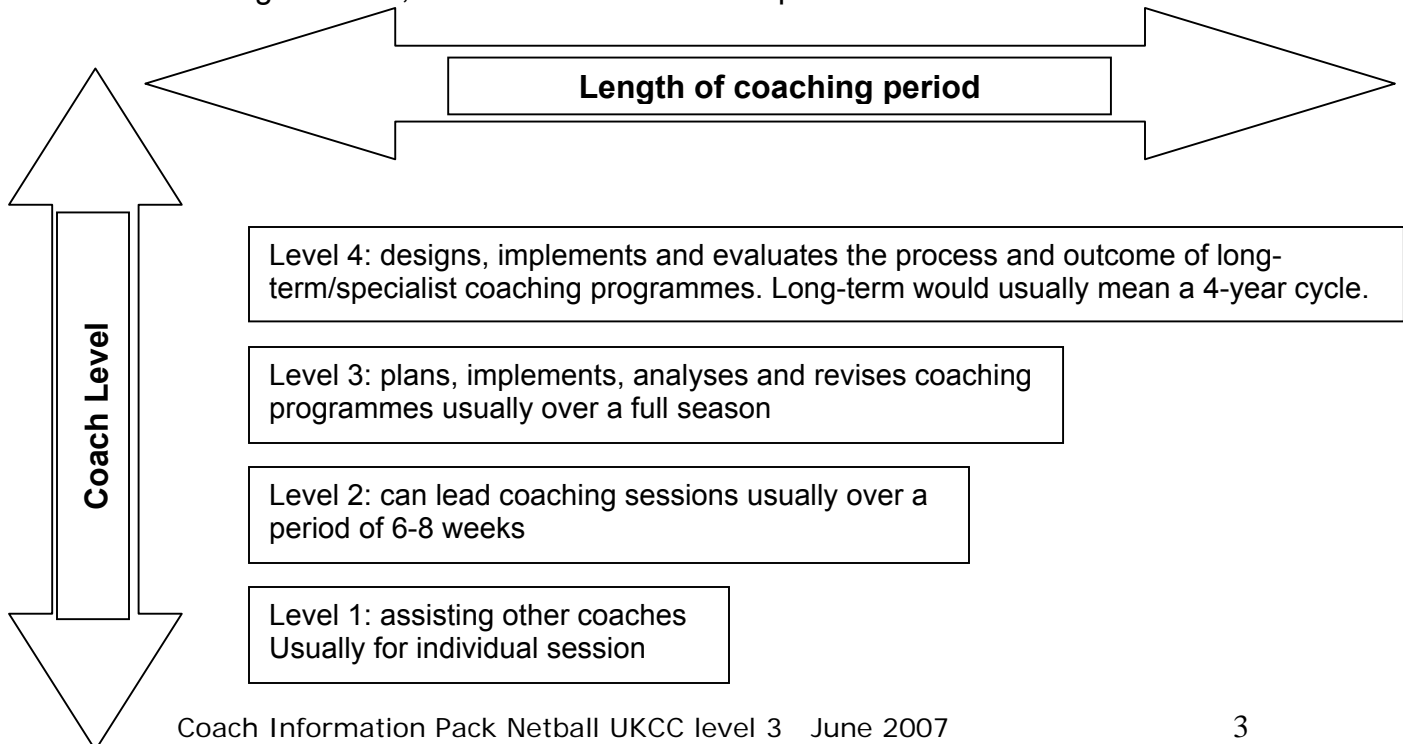 Length of coaching period
Level 4: designs, implements and evaluates the process and outcome of long-
term/specialist coaching programmes. Long-term would usually mean a 4-year cycle.
Coach Level
Level 3: plans, implements, analyses and revises coaching
programmes usually over a full season
Level 2: can lead coaching sessions usually over a
period of 6-8 weeks
Level 1: assisting other coaches
Usually for individual session
Coach Information Pack Netball UKCC level 3 June 2007 3